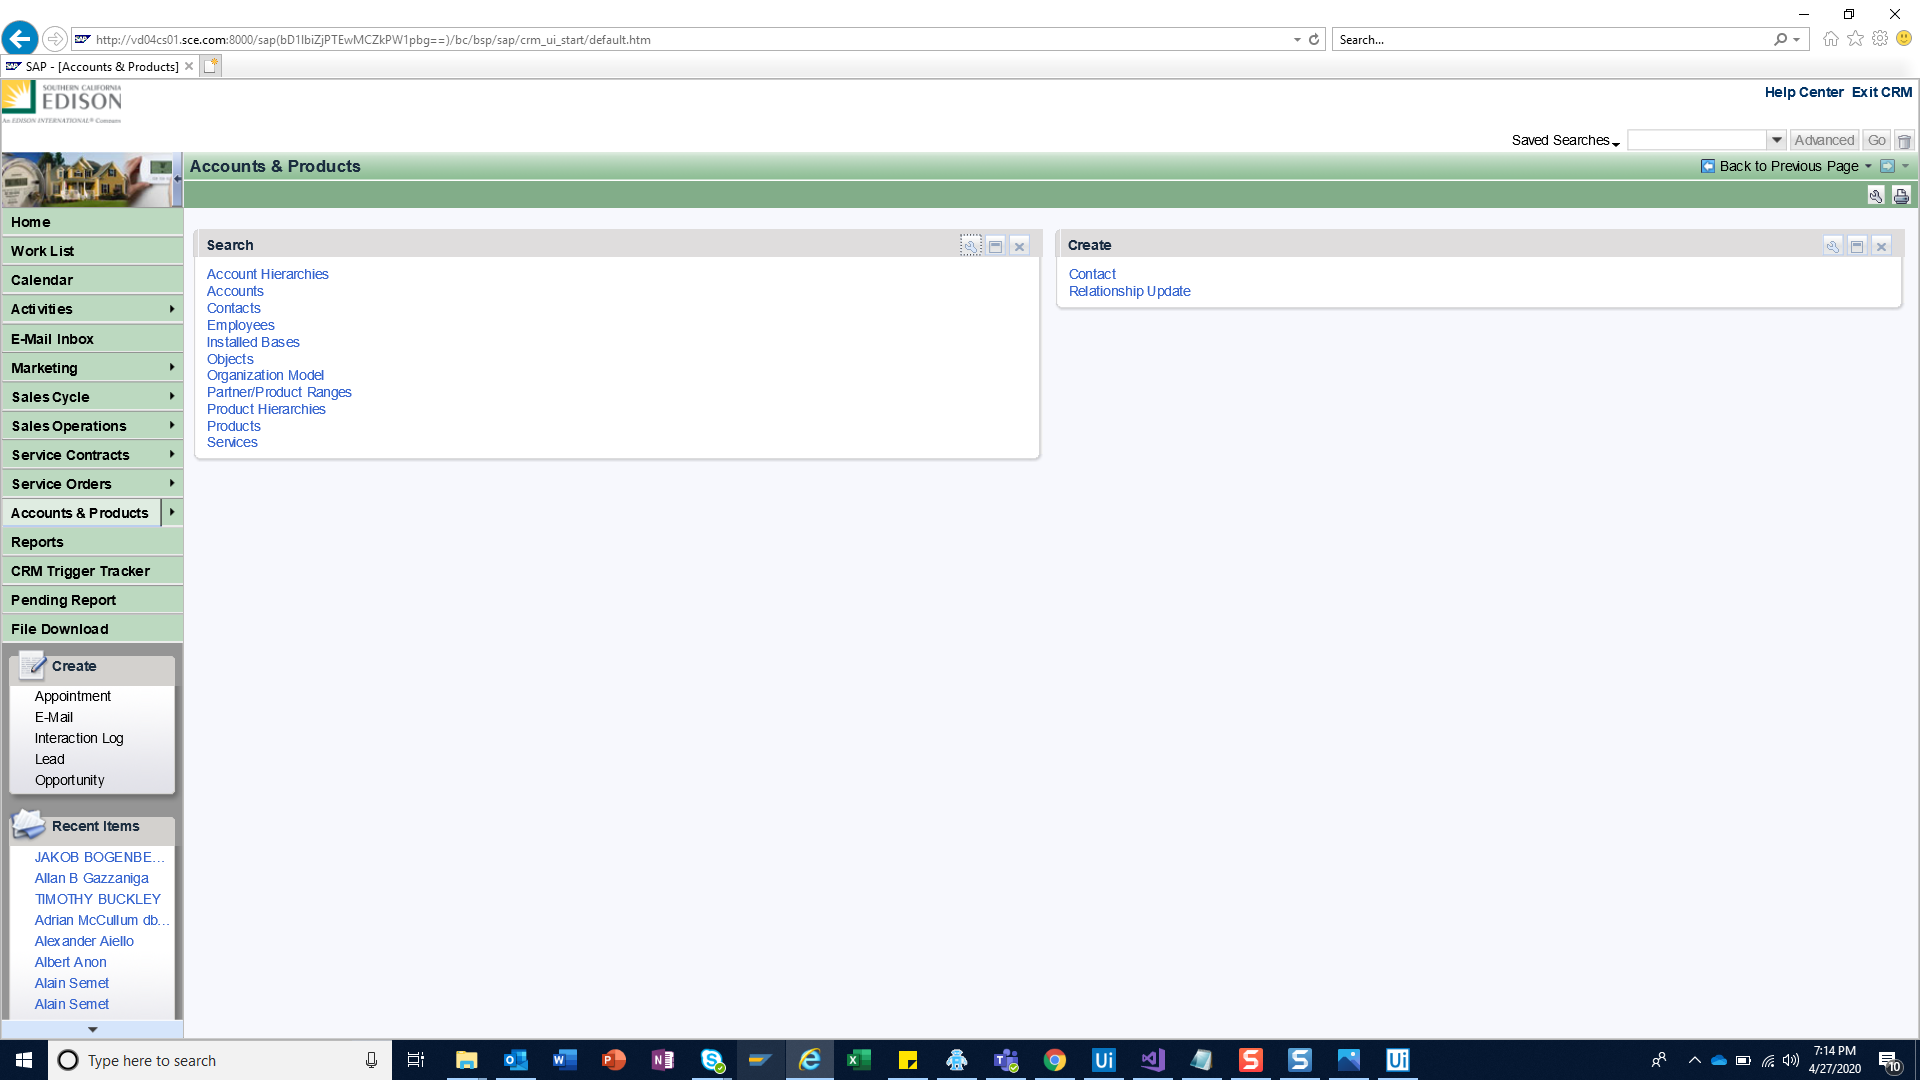 http://vd04cs01.sce.com:8000/sap(bD1lbiZjPTEwMCZkPW1pbg==)/bc/bsp/sap/crm_ui_start/default.htm
Search...
SAP - [Accounts & Products]
SOUTHERN CALIFORNIA
EDISON
An EDISON INTERNATIONAL® Company
Help Center Exit CRM
Saved Searches
Advanced
Go
Accounts & Products
Back to Previous Page
Home
Work List
Calendar
Activities
E-Mail Inbox
Marketing
Sales Cycle
Sales Operations
Service Contracts
Service Orders
Accounts & Products
Reports
CRM Trigger Tracker
Pending Report
File Download
Create
Appointment
E-Mail
Interaction Log
Lead
Opportunity
Recent Items
JAKOB BOGENBE...
Allan B Gazzaniga
TIMOTHY BUCKLEY
Adrian McCullum db...
Alexander Aiello
Albert Anon
Alain Semet
Alain Semet
Search
Account Hierarchies
Accounts
Contacts
Employees
Installed Bases
Objects
Organization Model
Partner/Product Ranges
Product Hierarchies
Products
Services
Create
Contact
Relationship Update
Type here to search
7:14 PM
4/27/2020
10